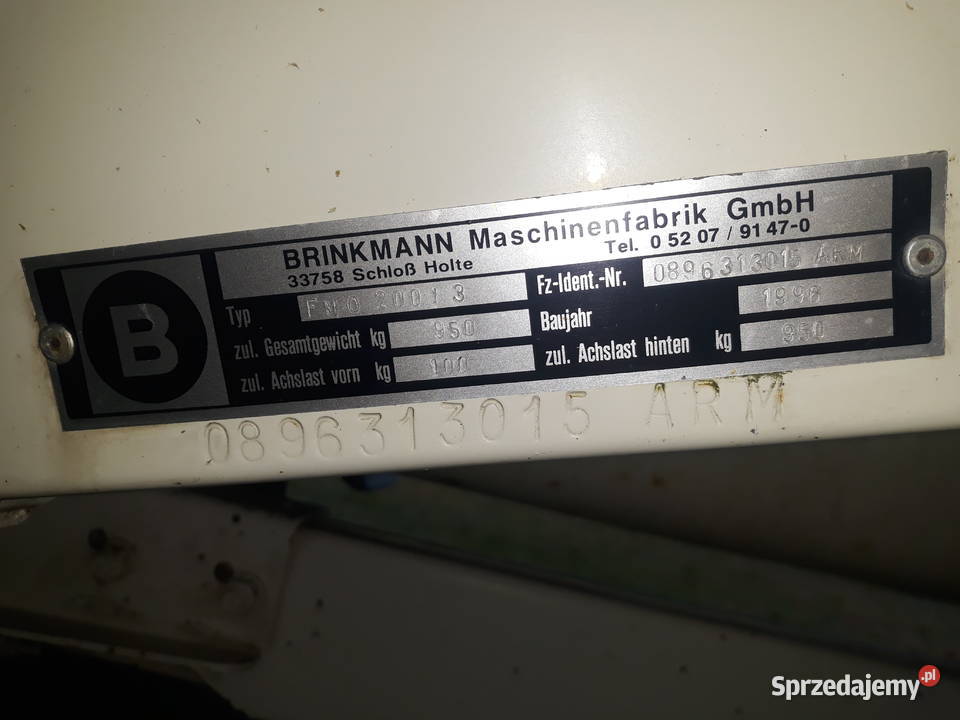 B
BRINKMANN Maschinenfabrik GmbH
33758 Schloß Holte Tel. 0 52 07 / 91 47-0
Typ Fz-Ident.-Nr. 0896313015 ARM
zul. Gesamtgewicht kg 950 Baujahr 1996
zul. Achslast vorn kg 100 zul. Achslast hinten kg 950
0896313015 ARM
Sprzedajemy.pl